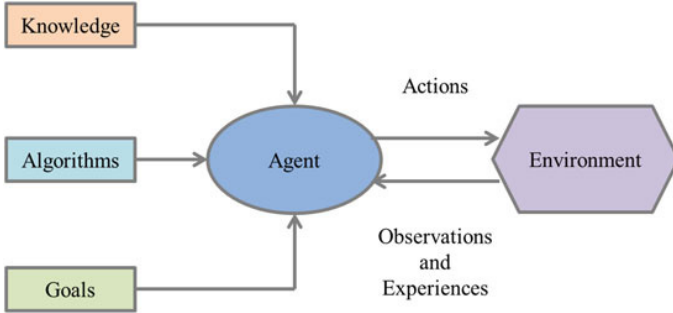 Knowledge
Actions
Algorithms
Agent
Environment
Observations
and
Experiences
Goals